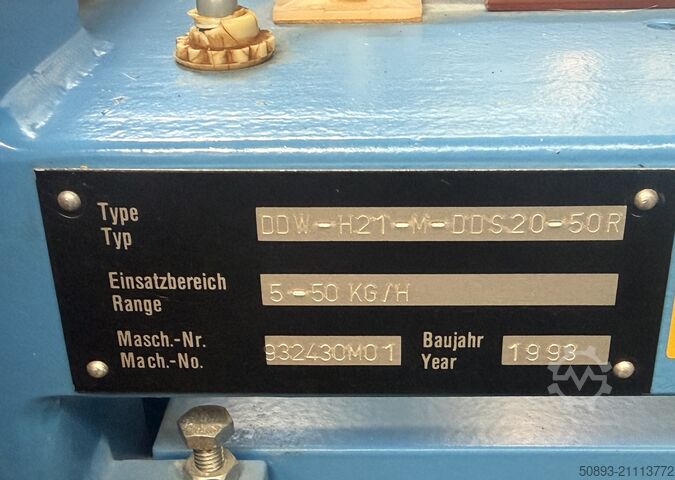 Type
Typ
DDW-H21-M-DDS20-50R
Einsatzbereich
Range
5-50 KG/H
Masch.-Nr.
Mach.-No.
932430M01
Baujahr
Year
1993
50893-21113772